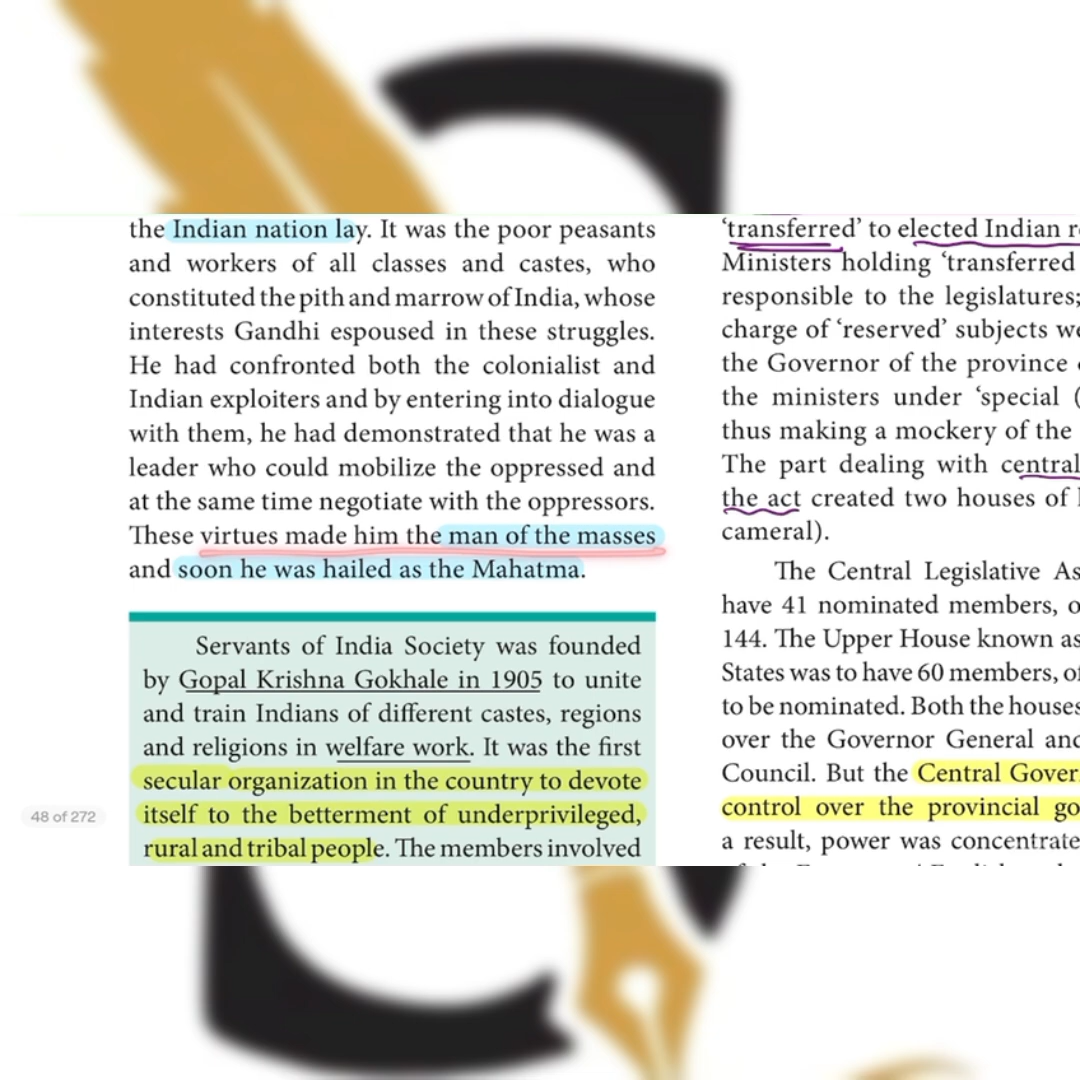 the Indian nation lay. It was the poor peasants
and workers of all classes and castes, who
constituted the pith and marrow of India, whose
interests Gandhi espoused in these struggles.
He had confronted both the colonialist and
Indian exploiters and by entering into dialogue
with them, he had demonstrated that he was a
leader who could mobilize the oppressed and
at the same time negotiate with the oppressors.
These virtues made him the man of the masses
and soon he was hailed as the Mahatma.
Servants of India Society was founded
by Gopal Krishna Gokhale in 1905 to unite
and train Indians of different castes, regions
and religions in welfare work. It was the first
secular organization in the country to devote
itself to the betterment of underprivileged,
rural and tribal people. The members involved
48 of 272
‘transferred’ to elected Indian
Ministers holding ‘transferred
responsible to the legislatures;
charge of ‘reserved’ subjects
the Governor of the province
the ministers under ‘special (
thus making a mockery of the
The part dealing with central
the act created two houses of
cameral).
The Central Legislative
have 41 nominated members,
144. The Upper House known as
States was to have 60 members,
to be nominated. Both the houses
over the Governor General and
Council. But the Central
control over the provincial
a result, power was